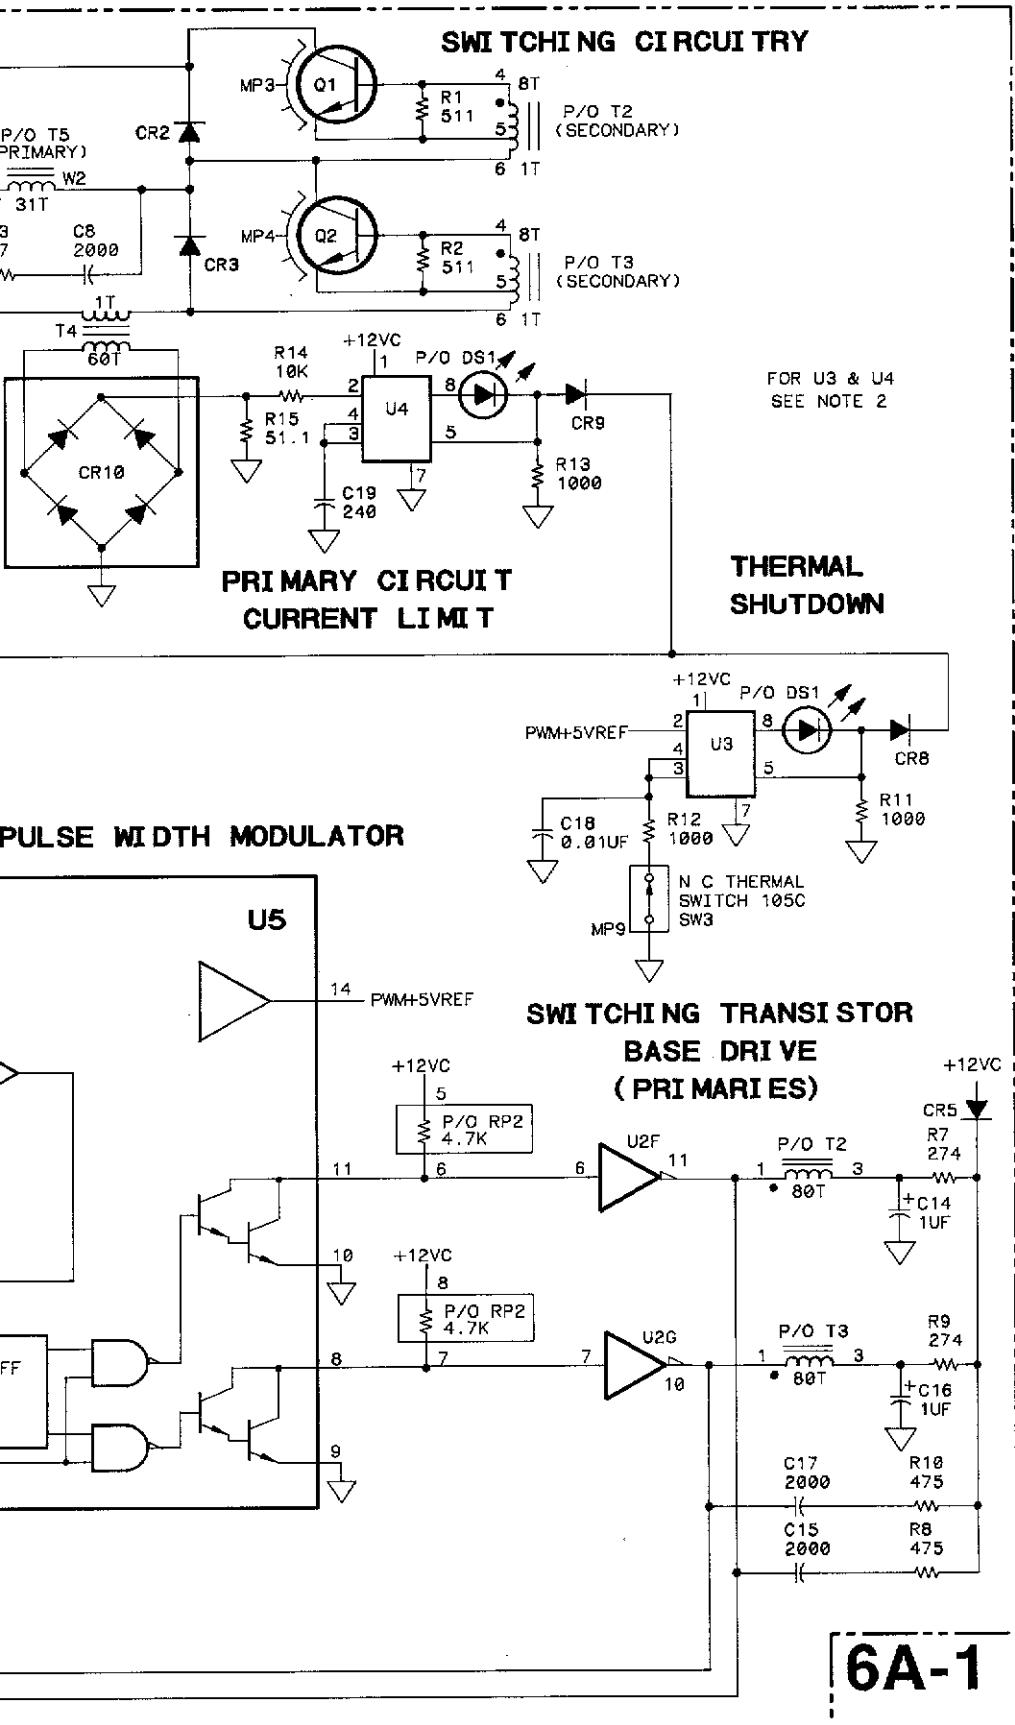 SWITCHING CIRCUITRY
MP3
Q1
R1
511
4
8T
5
6 1T
P/O T2
(SECONDARY)
CR2
P/O T5
PRIMARY)
W2
31T
3
7
C8
2000
MP4
Q2
CR3
R2
511
4
8T
5
6 1T
P/O T3
(SECONDARY)
1T
T4
60T
CR10
R14
10K
R15
51.1
+12VC
1
2
4
3
U4
8
5
7
P/O DS1
CR9
R13
1000
C19
240
FOR U3 & U4
SEE NOTE 2
PRIMARY CIRCUIT
CURRENT LIMIT
THERMAL
SHUTDOWN
+12VC
1
PWM+5VREF
2
4
3
U3
8
5
7
P/O DS1
CR8
R11
1000
C18
0.01UF
R12
1000
N C THERMAL
SWITCH 105C
SW3
MP9
PULSE WIDTH MODULATOR
U5
14
PWM+5VREF
SWITCHING TRANSISTOR
BASE DRIVE
(PRIMARIES)
+12VC
5
P/O RP2
4.7K
11
6
6
U2F
11
1
P/O T2
80T
3
+12VC
CR5
R7
274
+
C14
1UF
10
+12VC
8
P/O RP2
4.7K
8
7
7
U2G
10
1
P/O T3
80T
3
R9
274
+
C16
1UF
FF
9
C17
2000
R10
475
C15
2000
R8
475
6A-1